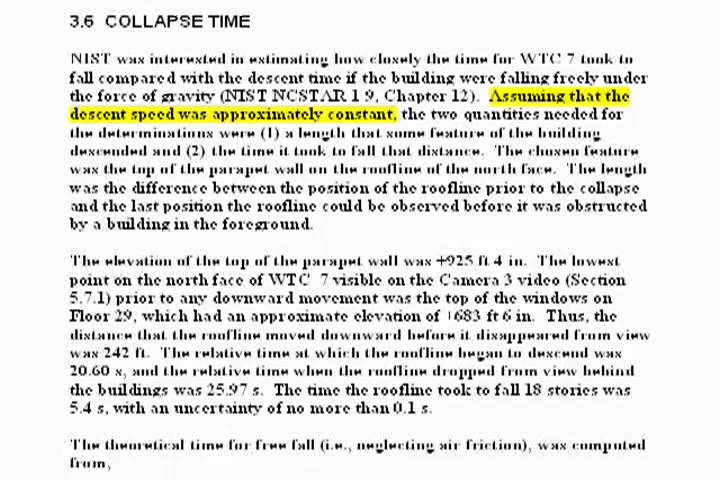 3.6 COLLAPSE TIME
NIST was interested in estimating how closely the time for WTC 7 took to
fall compared with the descent time if the building were falling freely under
the force of gravity (NIST NCSTAR 1 9, Chapter 12). Assuming that the
descent speed was approximately constant, the two quantities needed for
the determinations were (1) a length that some feature of the building
descended and (2) the time it took to fall that distance. The chosen feature
was the top of the parapet wall on the roofline of the north face. The length
was the difference between the position of the roofline prior to the collapse
and the last position the roofline could be observed before it was obstructed
by a building in the foreground.
The elevation of the top of the parapet wall was +925 ft 4 in. The lowest
point on the north face of WTC 7 visible on the Camera 3 video (Section
5.7.1) prior to any downward movement was the top of the windows on
Floor 29, which had an approximate elevation of +683 ft 6 in. Thus, the
distance that the roofline moved downward before it disappeared from view
was 242 ft. The relative time at which the roofline began to descend was
20.60 s, and the relative time when the roofline dropped from view behind
the buildings was 25.97 s. The time the roofline took to fall 18 stories was
5.4 s, with an uncertainty of no more than 0.1 s.
The theoretical time for free fall (i.e., neglecting air friction), was computed
from,